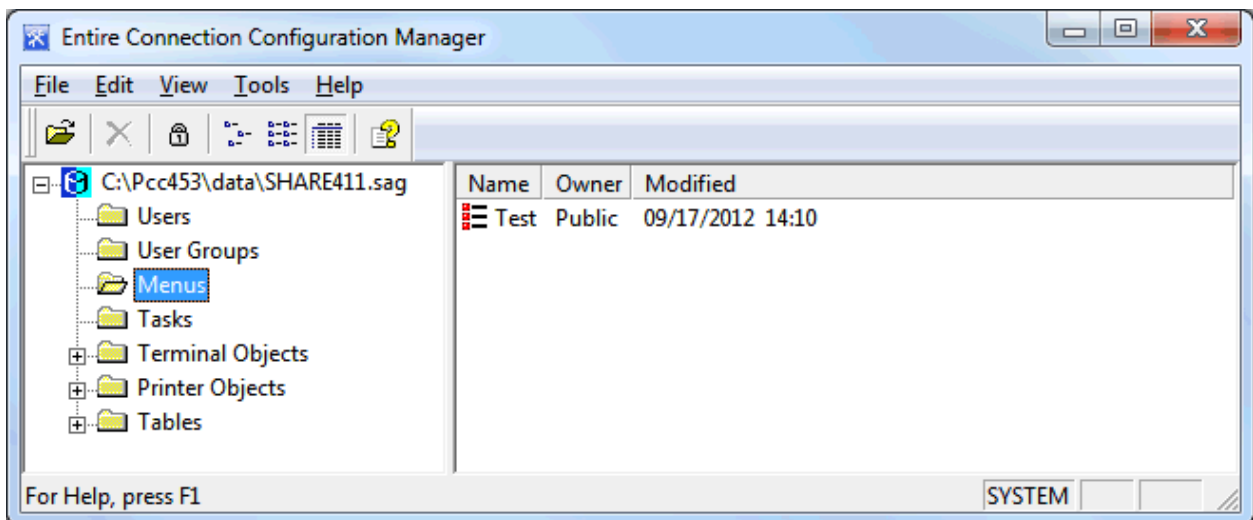 Entire Connection Configuration Manager
File Edit View Tools Help
C:\Pcc453\data\SHARE411.sag
Users
User Groups
Menus
Tasks
Terminal Objects
Printer Objects
Tables
Name Owner Modified
Test Public 09/17/2012 14:10
For Help, press F1 SYSTEM